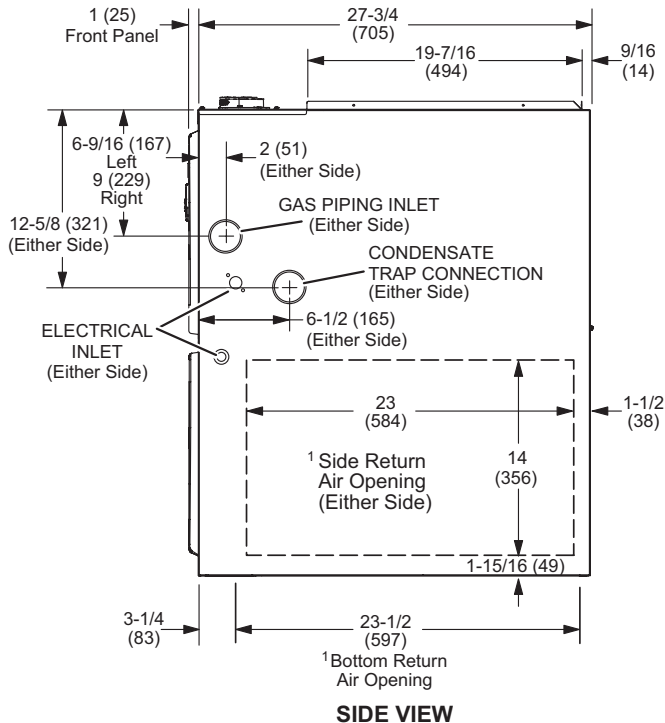 1 (25)
Front Panel
27-3/4
(705)
19-7/16
(494)
9/16
(14)
6-9/16 (167)
Left
9 (229)
Right
2 (51)
(Either Side)
12-5/8 (321)
(Either Side)
GAS PIPING INLET
(Either Side)
CONDENSATE
TRAP CONNECTION
(Either Side)
6-1/2 (165)
(Either Side)
ELECTRICAL
INLET
(Either Side)
23
(584)
1-1/2
(38)
1 Side Return
Air Opening
(Either Side)
14
(356)
1-15/16 (49)
3-1/4
(83)
23-1/2
(597)
1 Bottom Return
Air Opening
SIDE VIEW